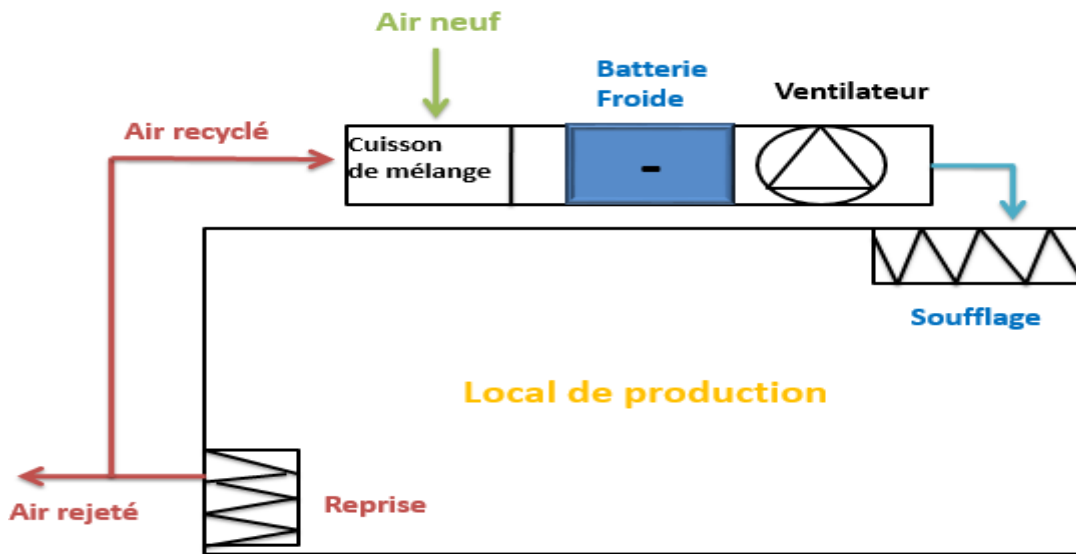 Air neuf
Batterie
Froide
Ventilateur
Air recyclé
Cuisson
de mélange
-
Soufflage
Local de production
Reprise
Air rejeté